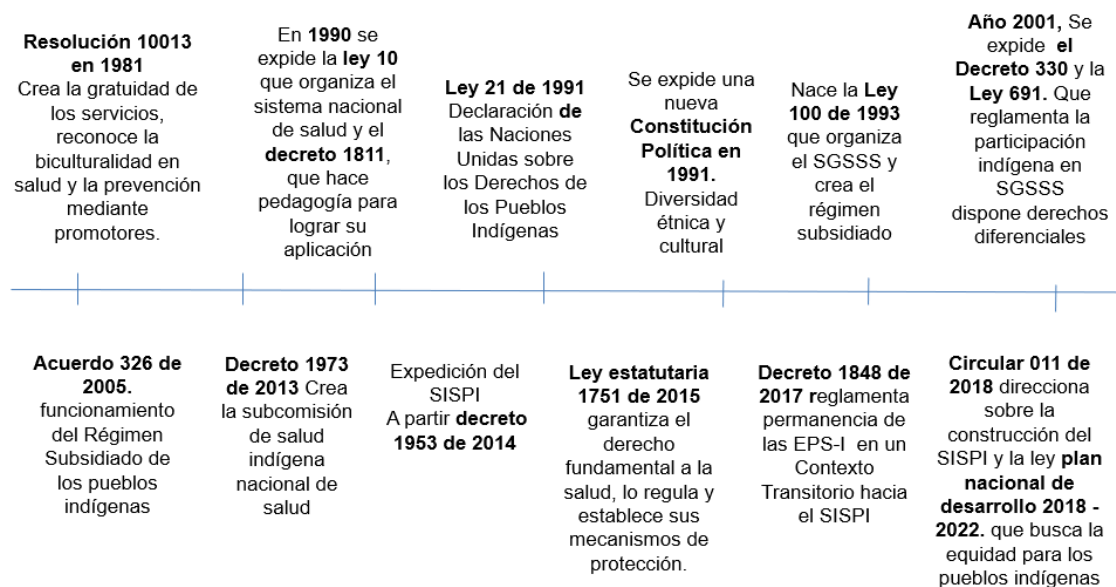 Resolución 10013
en 1981
Crea la gratuidad de
los servicios,
reconoce la
biculturalidad en
salud y la prevención
mediante
promotores.
En 1990 se
expide la ley 10
que organiza el
sistema nacional
de salud y el
decreto 1811,
que hace
pedagogía para
lograr su
aplicación
Ley 21 de 1991
Declaración de
las Naciones
Unidas sobre
los Derechos de
los Pueblos
Indígenas
Se expide una
nueva
Constitución
Política en
1991.
Diversidad
étnica y
cultural
Nace la Ley
100 de 1993
que organiza
el SGSSS y
crea el
régimen
subsidiado
Año 2001, Se
expide el
Decreto 330 y la
Ley 691. Que
reglamenta la
participación
indígena en
SGSSS
dispone derechos
diferenciales
Acuerdo 326 de
2005.
funcionamiento
del Régimen
Subsidiado de
los pueblos
indígenas
Decreto 1973
de 2013 Crea
la subcomisión
de salud
indígena
nacional de
salud
Expedición del
SISPI
A partir decreto
1953 de 2014
Ley estatutaria
1751 de 2015
garantiza el
derecho
fundamental a la
salud, lo regula y
establece sus
mecanismos de
protección.
Decreto 1848 de
2017 reglamenta
permanencia de
las EPS-I en un
Contexto
Transitorio hacia
el SISPI
Circular 011 de
2018 direcciona
sobre la
construcción del
SISPI y la ley plan
nacional de
desarrollo 2018 -
2022. que busca la
equidad para los
pueblos indígenas